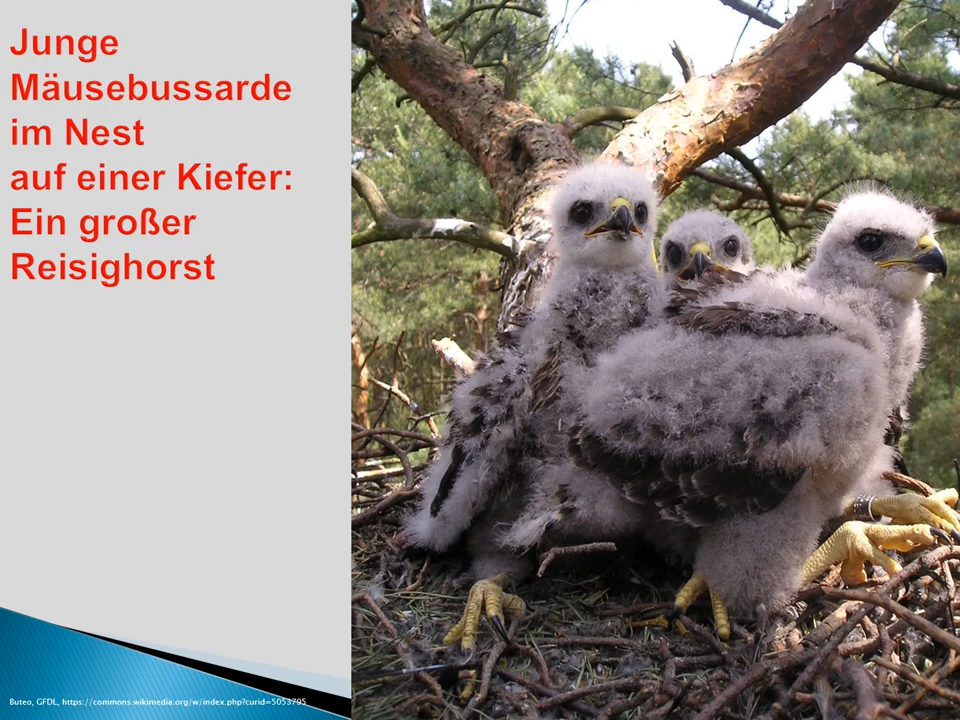 Junge
Mäusebussarde
im Nest
auf einer Kiefer:
Ein großer
Reisighorst
Buteo, GFDL, https://commons.wikimedia.org/w/index.php?curid=5053795